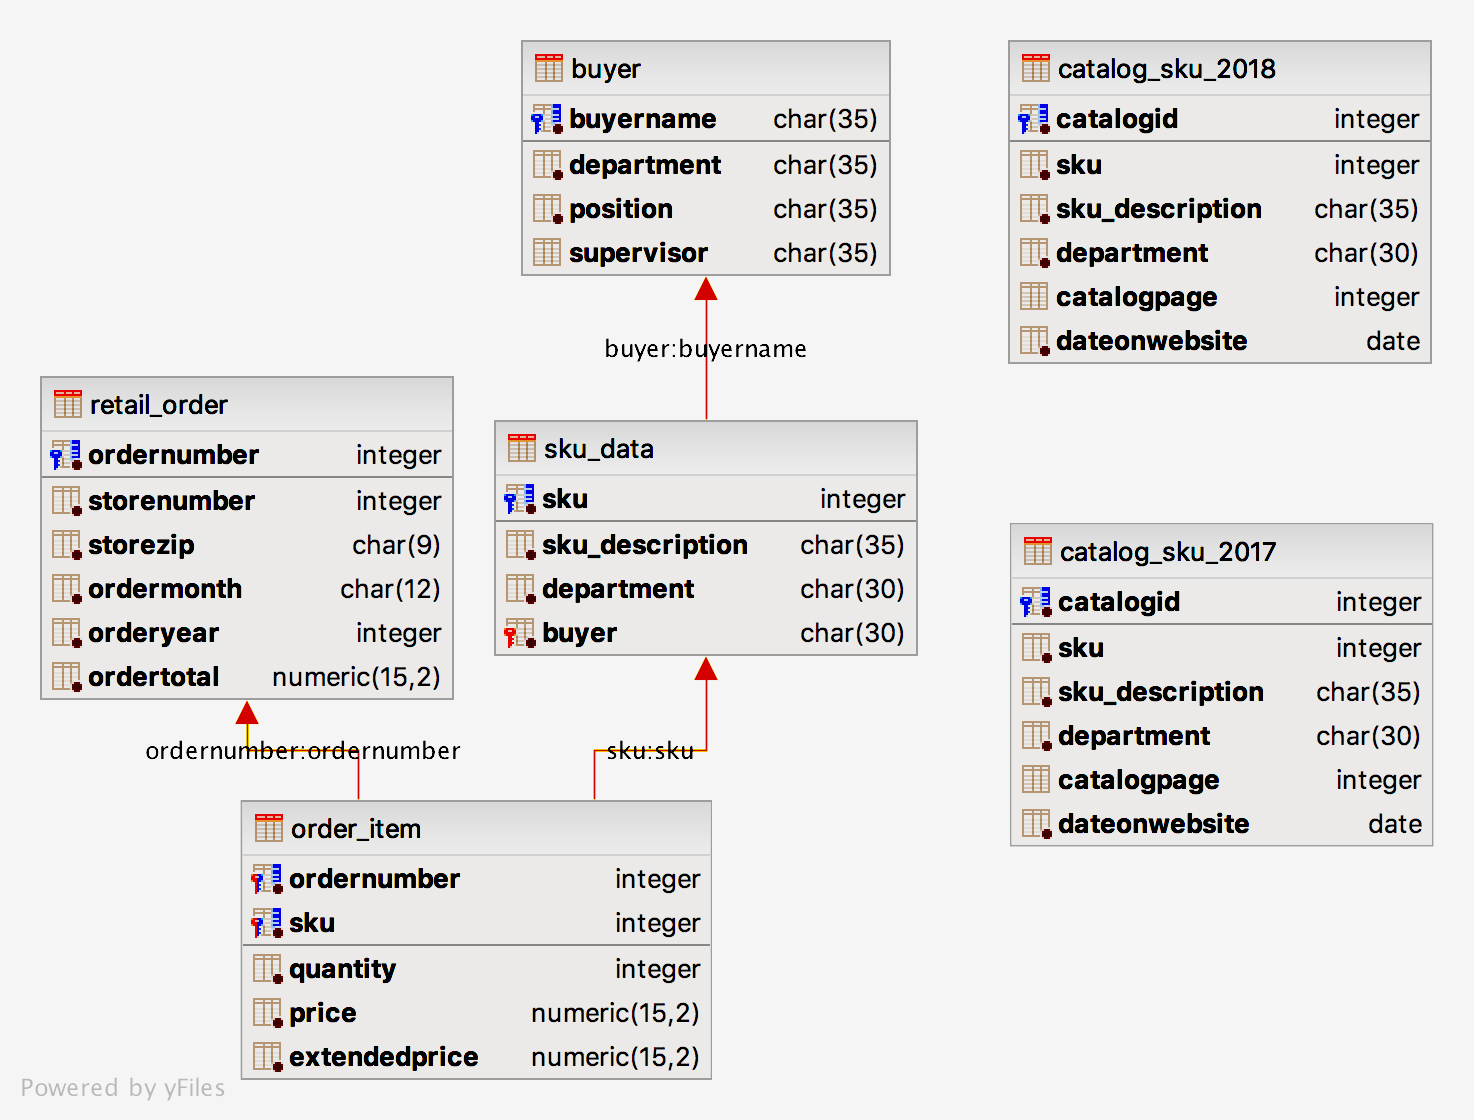 buyer
buyername char(35)
department char(35)
position char(35)
supervisor char(35)
buyer:buyername
catalog_sku_2018
catalogid integer
sku integer
sku_description char(35)
department char(30)
catalogpage integer
dateonwebsite date
retail_order
ordernumber integer
storenumber integer
storezip char(9)
ordermonth char(12)
orderyear integer
ordertotal numeric(15,2)
sku_data
sku integer
sku_description char(35)
department char(30)
buyer char(30)
catalog_sku_2017
catalogid integer
sku integer
sku_description char(35)
department char(30)
catalogpage integer
dateonwebsite date
ordernumber:ordernumber
sku:sku
order_item
ordernumber integer
sku integer
quantity integer
price numeric(15,2)
extendedprice numeric(15,2)
Powered by yFiles